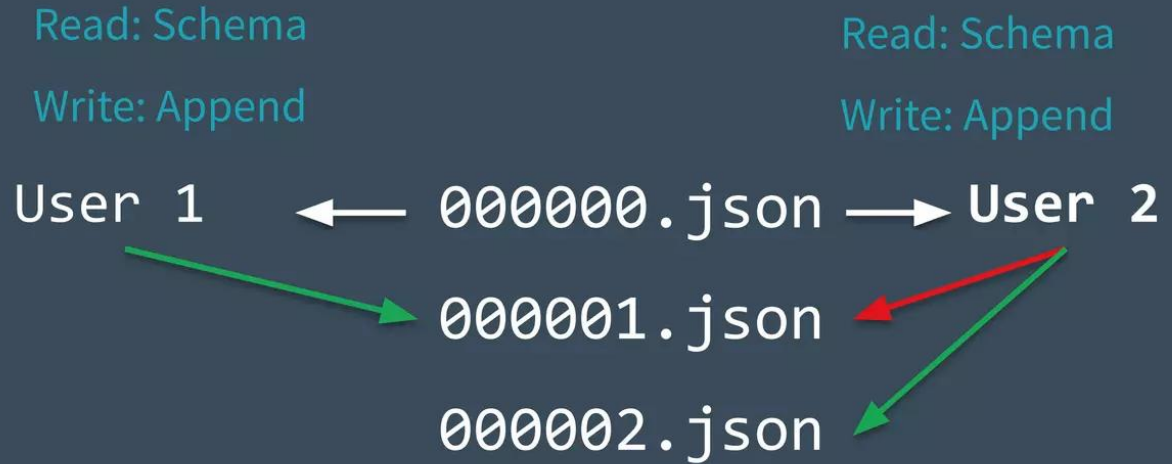 Read: Schema
Write: Append
Read: Schema
Write: Append
User 1
000000.json
User 2
000001.json
000002.json